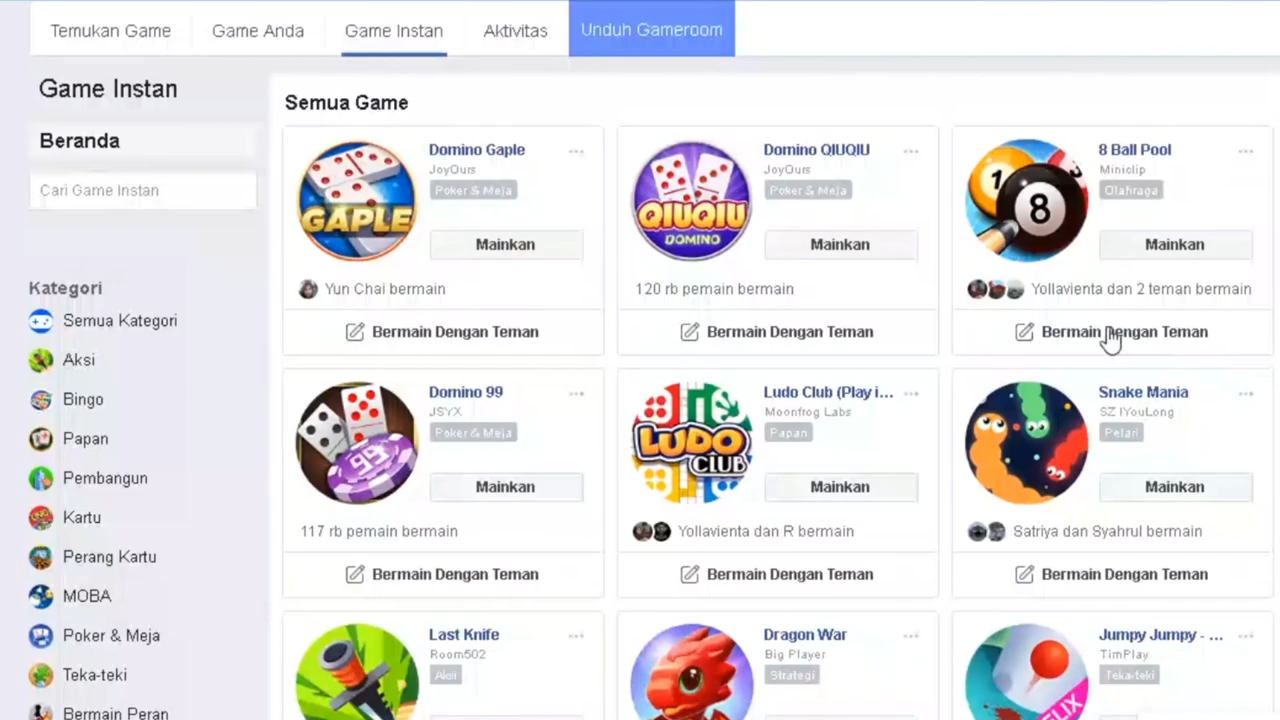 Temukan Game
Game Anda
Game Instan
Aktivitas
Unduh Gameroom
Game Instan
Beranda
Cari Game Instan
Kategori
Semua Kategori
Aksi
Bingo
Papan
Pembangun
Kartu
Perang Kartu
MOBA
Poker & Meja
Teka-teki
Bermain Peran
Semua Game
GAPLE
Domino Gaple
JoyOurs
Poker & Meja
Mainkan
Yun Chai bermain
Bermain Dengan Teman
QIUQIU
DOMINO
Domino QIUQIU
JoyOurs
Poker & Meja
Mainkan
120 rb pemain bermain
Bermain Dengan Teman
1
3
8
8 Ball Pool
Miniclip
Olahraga
Mainkan
Yollavienta dan 2 teman bermain
Bermain Dengan Teman
99
Domino 99
JSYX
Poker & Meja
Mainkan
117 rb pemain bermain
Bermain Dengan Teman
LUDO
CLUB
Ludo Club (Play i...
Moonfrog Labs
Papan
Mainkan
Yollavienta dan R bermain
Bermain Dengan Teman
Snake Mania
SZ IYouLong
Pelari
Mainkan
Satriya dan Syahrul bermain
Bermain Dengan Teman
Last Knife
Room502
Aksi
Dragon War
Big Player
Strategi
Jumpy Jumpy - ...
TimPlay
Teka-teki